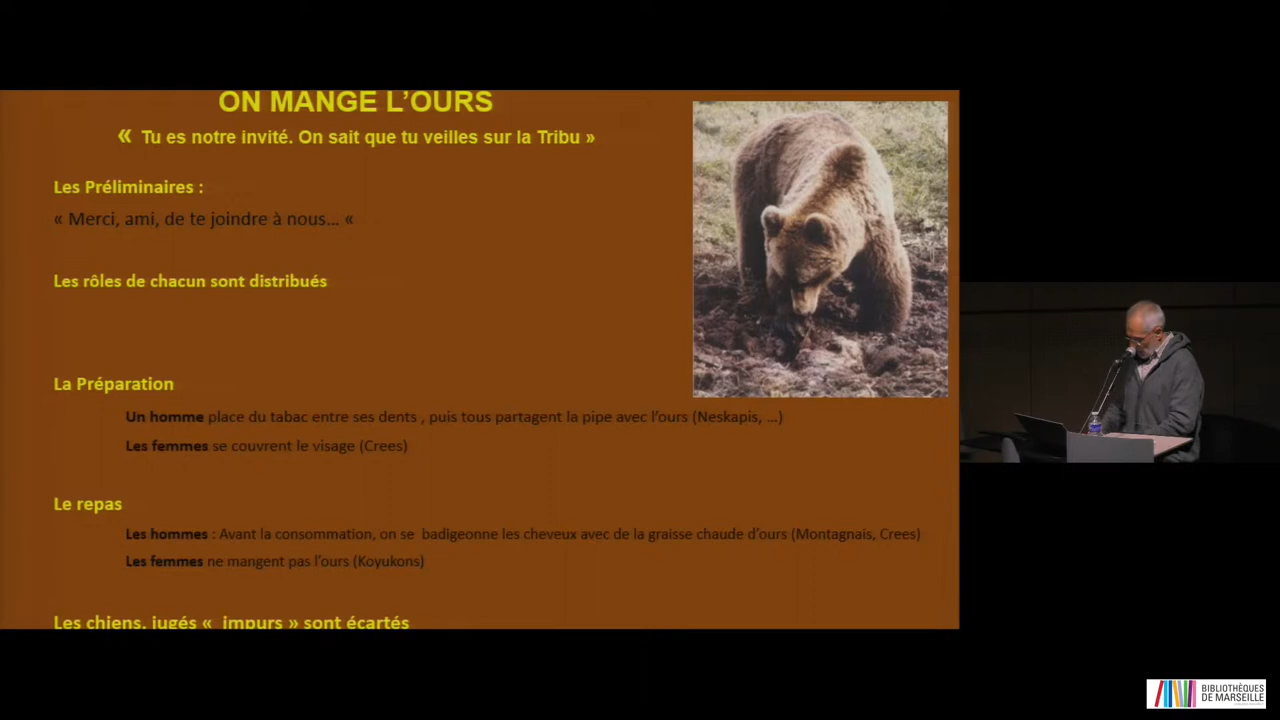 ON MANGE L'OURS
« Tu es notre invité. On sait que tu veilles sur la Tribu »
Les Préliminaires :
« Merci, ami, de te joindre à nous… «
Les rôles de chacun sont distribués
La Préparation
Un homme place du tabac entre ses dents , puis tous partagent la pipe avec l'ours (Neskapis, …)
Les femmes se couvrent le visage (Crees)
Le repas
Les hommes : Avant la consommation, on se badigeonne les cheveux avec de la graisse chaude d'ours (Montagnais, Crees)
Les femmes ne mangent pas l'ours (Koyukons)
Les chiens, jugés « impurs » sont écartés
BIBLIOTHÈQUES
DE MARSEILLE